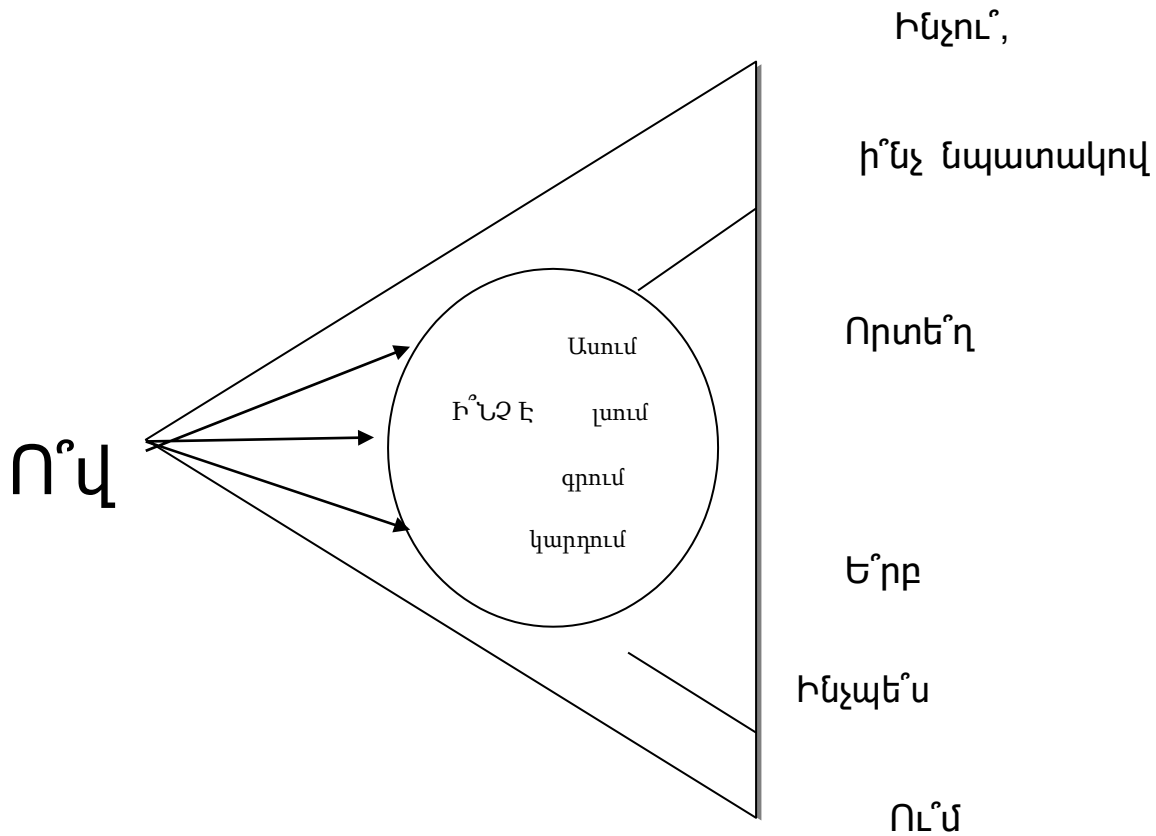 Ինչու՞,
ի՞նչ նպատակով
Որտե՞ղ
Ասում
Ի՞ՆՉ Է լսում
Ո՞վ
գրում
կարդում
Ե՞րբ
Ինչպե՞ս
Ու՞մ